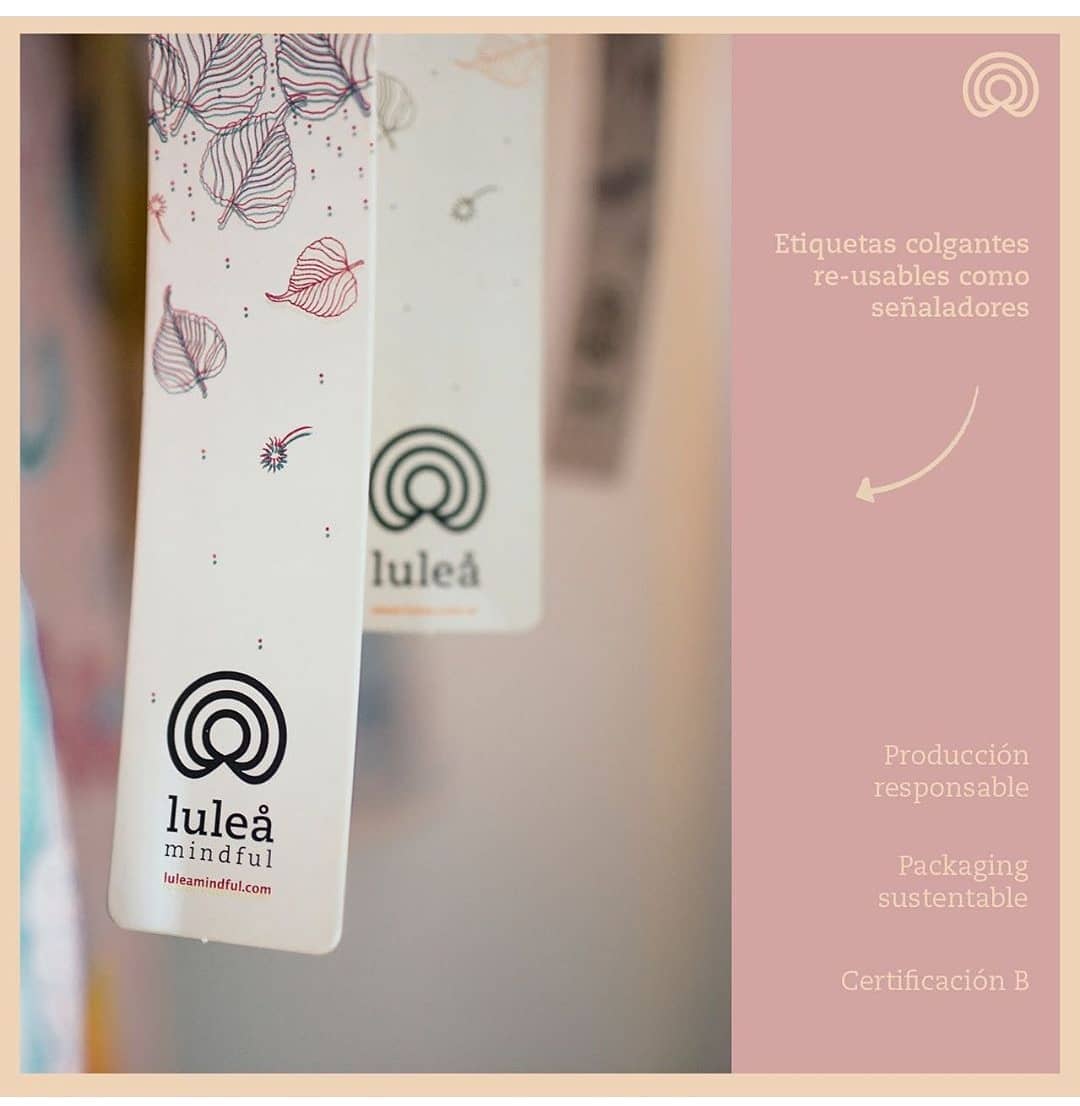 luleå
mindful
luleamindful.com
luleå
Etiquetas colgantes
re-usables como
señaladores
Producción
responsable
Packaging
sustentable
Certificación B